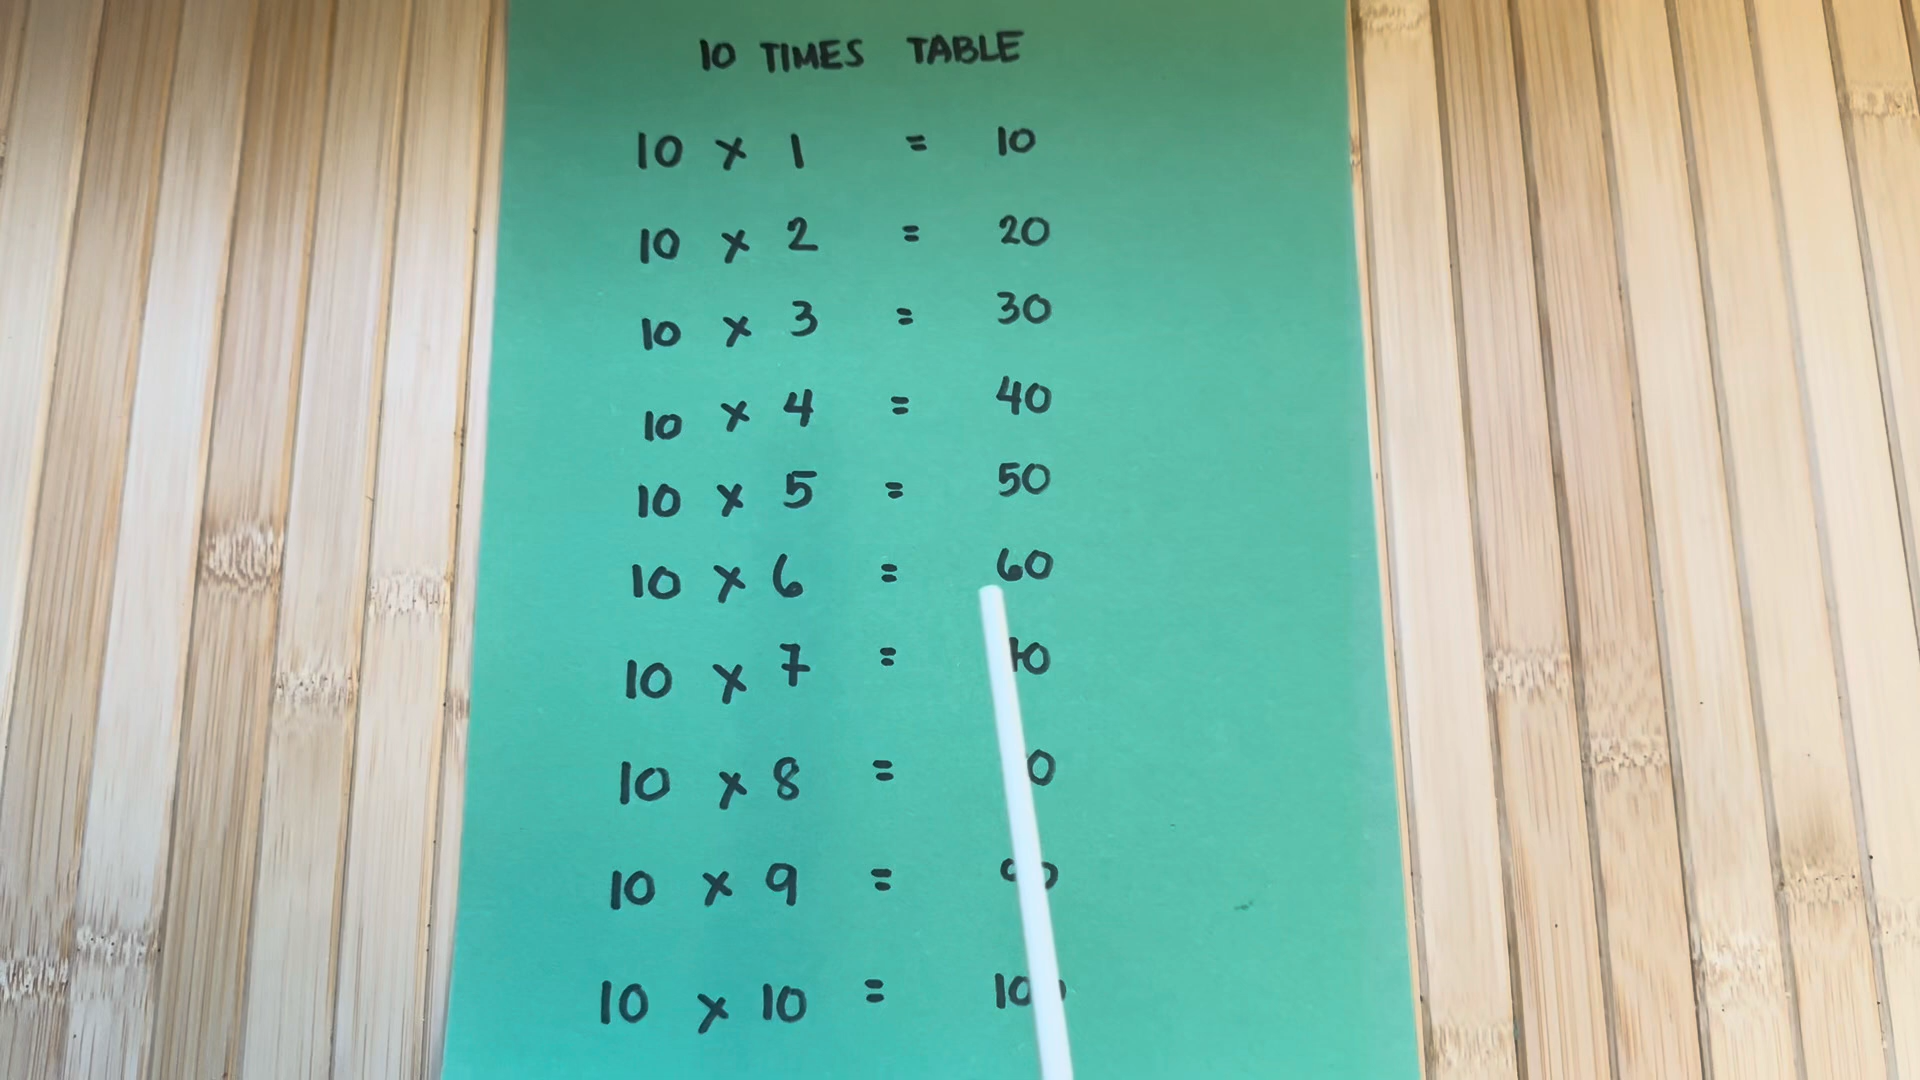 10 TIMES TABLE
10 x 1 = 10
10 x 2 = 20
10 x 3 = 30
10 x 4 = 40
10 x 5 = 50
10 x 6 = 60
10 x 7 =
10 x 8 =
10 x 9 =
10 x 10 =